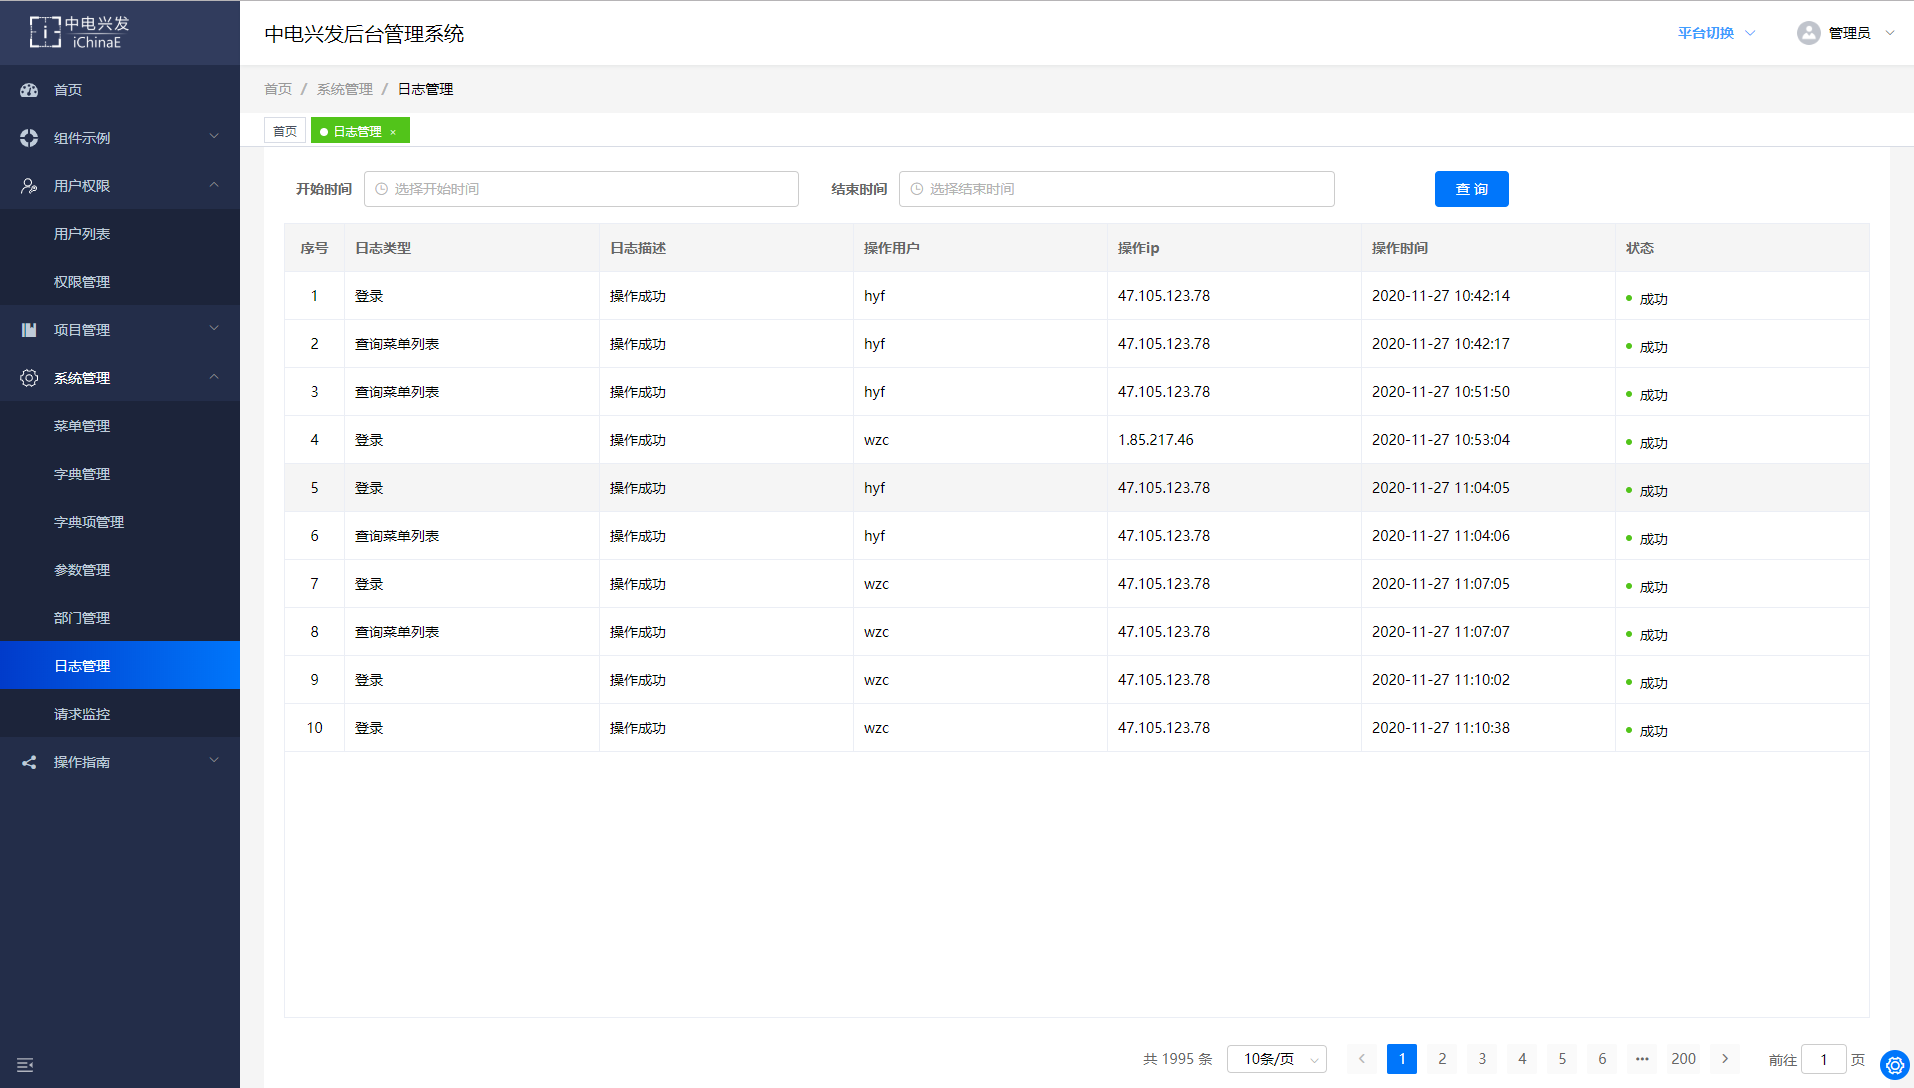 中电兴发
iChinaE
中电兴发后台管理系统
平台切换
管理员
首页
组件示例
用户权限
用户列表
权限管理
项目管理
系统管理
菜单管理
字典管理
字典项管理
参数管理
部门管理
日志管理
请求监控
操作指南
首页 / 系统管理 / 日志管理
首页
日志管理 ×
开始时间 选择开始时间 结束时间 选择结束时间 查询
序号 日志类型 日志描述 操作用户 操作ip 操作时间 状态
1 登录 操作成功 hyf 47.105.123.78 2020-11-27 10:42:14 成功
2 查询菜单列表 操作成功 hyf 47.105.123.78 2020-11-27 10:42:17 成功
3 查询菜单列表 操作成功 hyf 47.105.123.78 2020-11-27 10:51:50 成功
4 登录 操作成功 wzc 1.85.217.46 2020-11-27 10:53:04 成功
5 登录 操作成功 hyf 47.105.123.78 2020-11-27 11:04:05 成功
6 查询菜单列表 操作成功 hyf 47.105.123.78 2020-11-27 11:04:06 成功
7 登录 操作成功 wzc 47.105.123.78 2020-11-27 11:07:05 成功
8 查询菜单列表 操作成功 wzc 47.105.123.78 2020-11-27 11:07:07 成功
9 登录 操作成功 wzc 47.105.123.78 2020-11-27 11:10:02 成功
10 登录 操作成功 wzc 47.105.123.78 2020-11-27 11:10:38 成功
共 1995 条 10条/页 1 2 3 4 5 6 ••• 200 前往 1 页